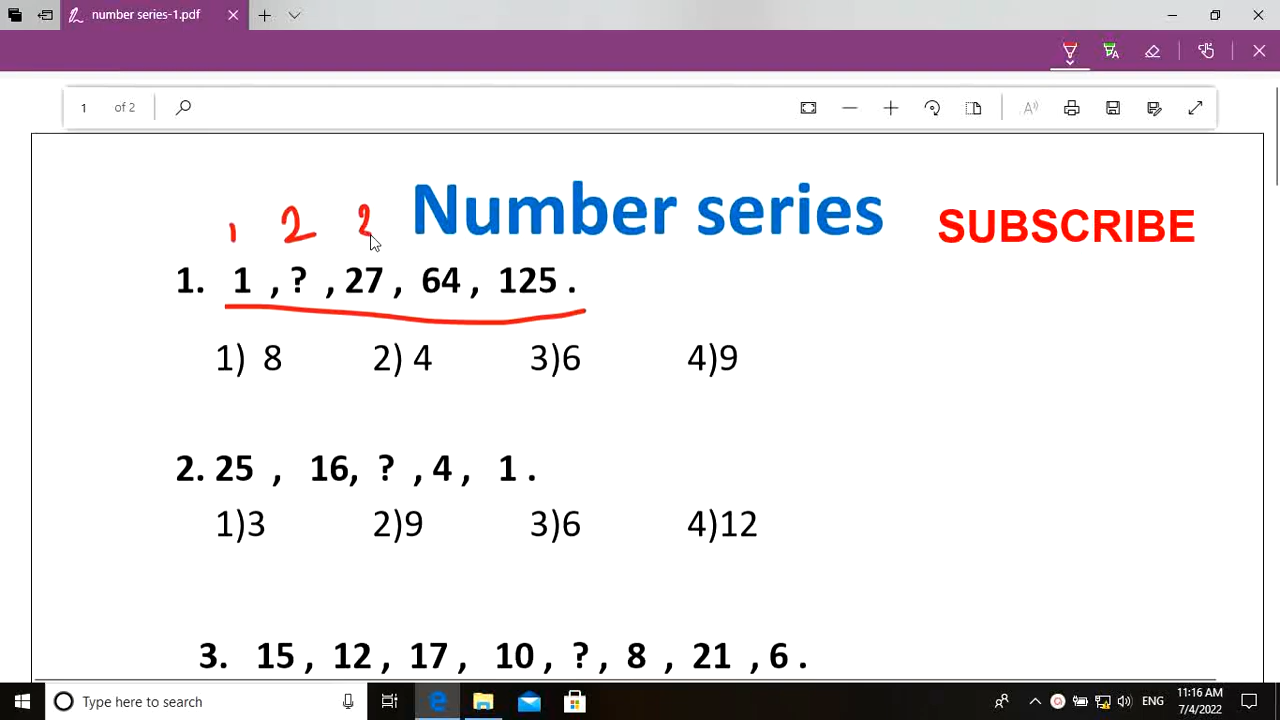 number series-1.pdf
1 of 2
1 2
Number series
SUBSCRIBE
1. 1 , ? , 27 , 64 , 125 .
1) 8 2) 4 3)6 4)9
2. 25 , 16, ? , 4 , 1 .
1)3 2)9 3)6 4)12
3. 15 , 12 , 17 , 10 , ? , 8 , 21 , 6 .
Type here to search
ENG
11:16 AM
7/4/2022